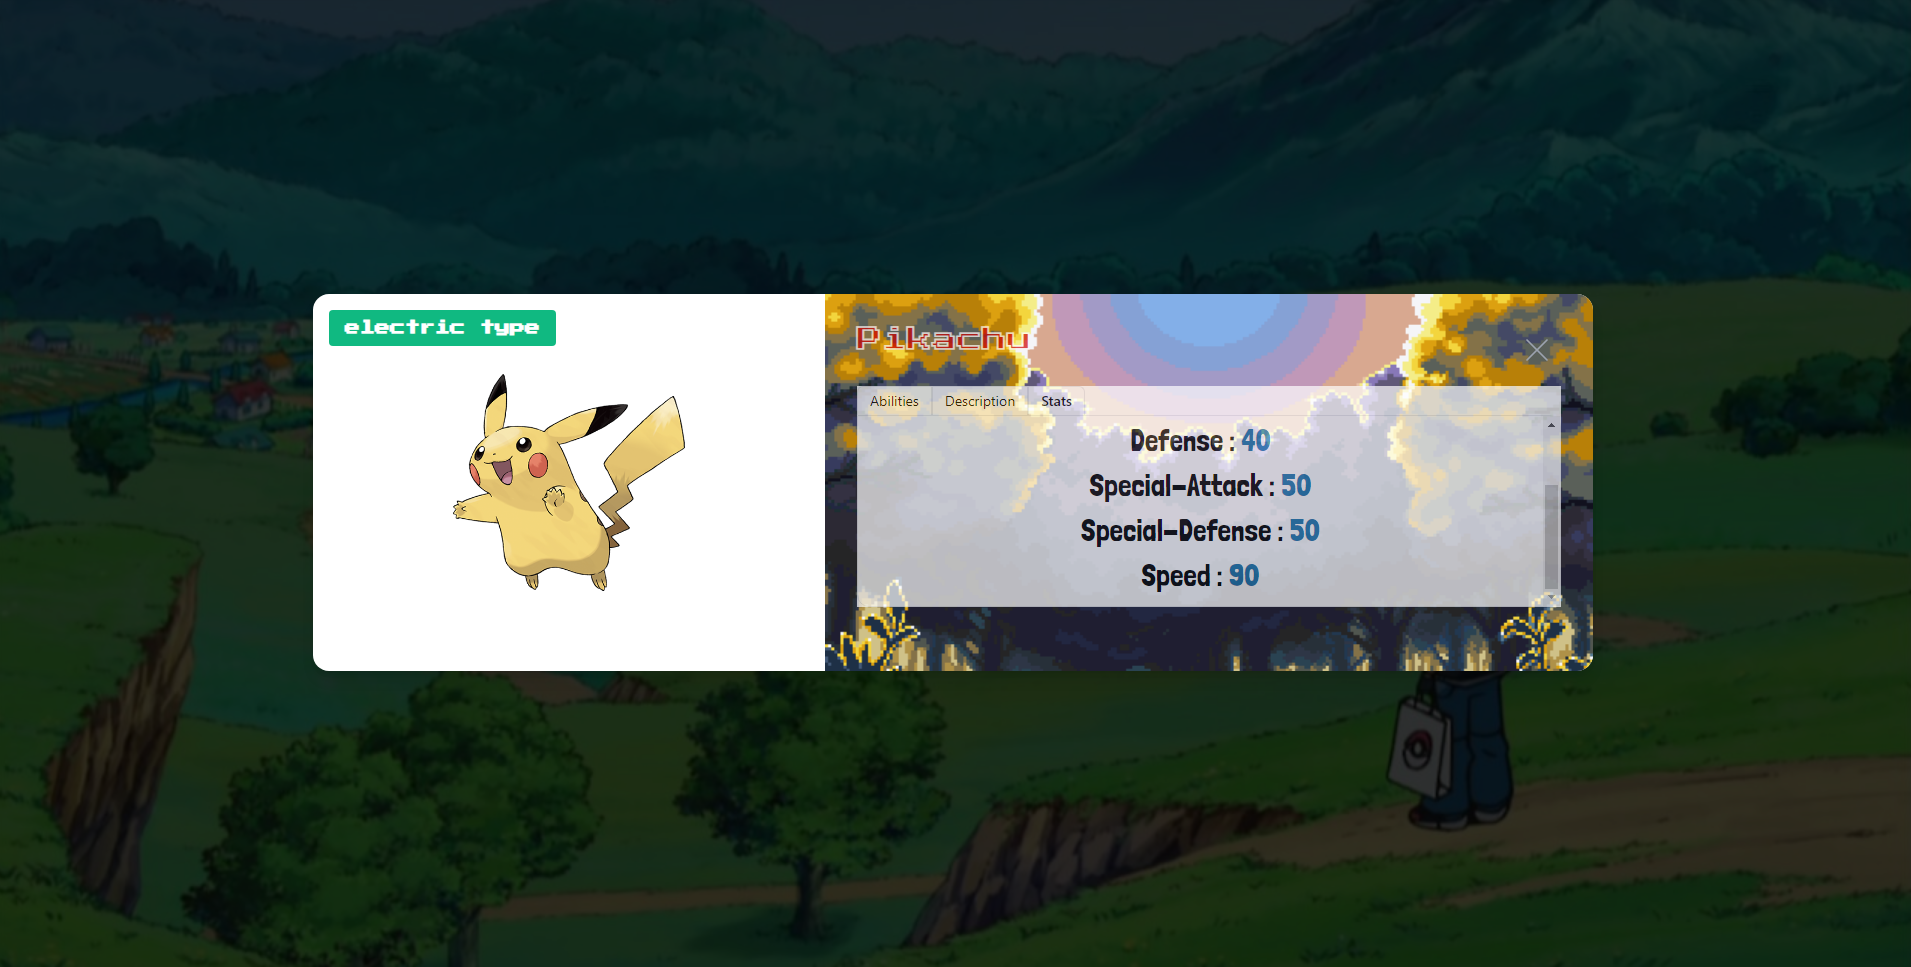 electric type
Pikachu
Abilities Description Stats
Defense : 40
Special-Attack : 50
Special-Defense : 50
Speed : 90